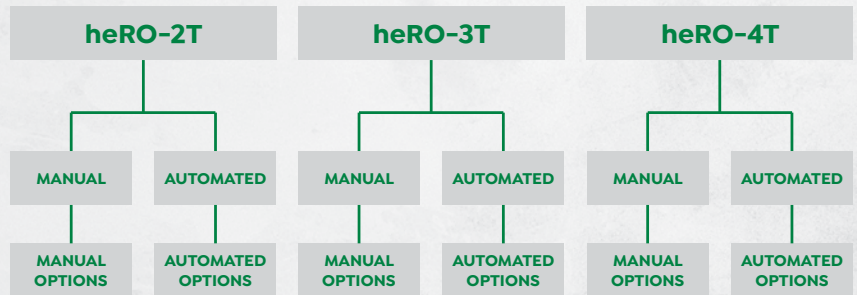 heRO-2T
heRO-3T
heRO-4T
MANUAL
AUTOMATED
MANUAL
AUTOMATED
MANUAL
AUTOMATED
MANUAL
OPTIONS
AUTOMATED
OPTIONS
MANUAL
OPTIONS
AUTOMATED
OPTIONS
MANUAL
OPTIONS
AUTOMATED
OPTIONS